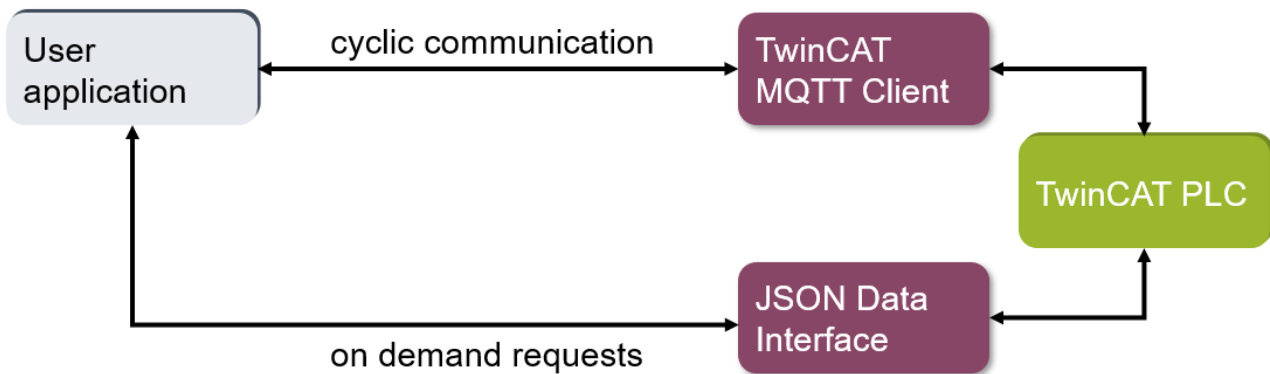 User
application
cyclic communication
TwinCAT
MQTT Client
TwinCAT PLC
JSON Data
Interface
on demand requests